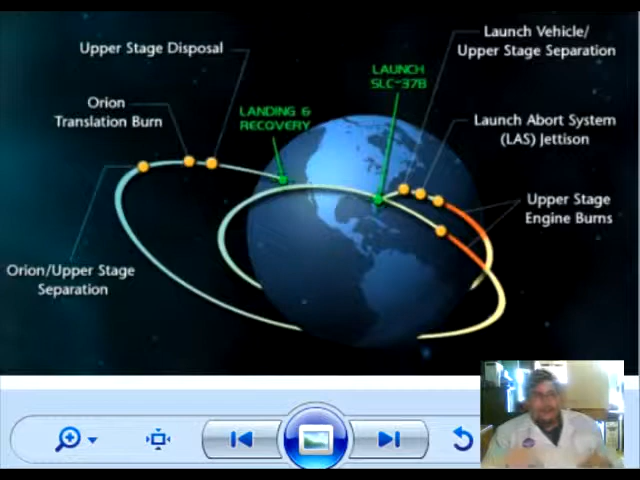 Launch Vehicle/
Upper Stage Separation
Upper Stage Disposal
LAUNCH
SLC-37B
Orion
Translation Burn
LANDING &
RECOVERY
Launch Abort System
(LAS) Jettison
Upper Stage
Engine Burns
Orion/Upper Stage
Separation